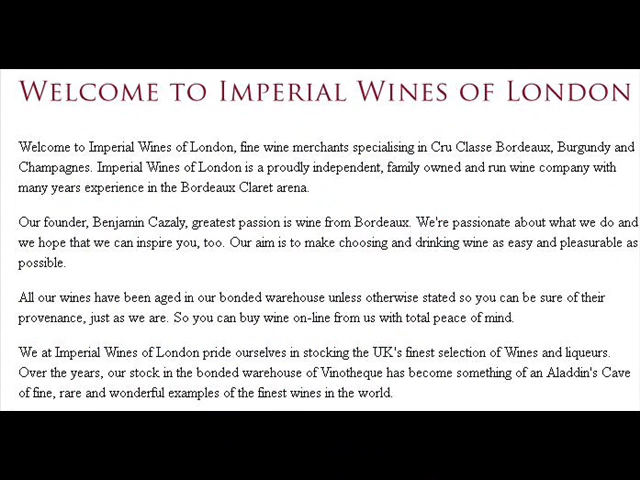 WELCOME TO IMPERIAL WINES OF LONDON
Welcome to Imperial Wines of London, fine wine merchants specialising in Cru Classe Bordeaux, Burgundy and
Champagnes. Imperial Wines of London is a proudly independent, family owned and run wine company with
many years experience in the Bordeaux Claret arena.
Our founder, Benjamin Cazaly, greatest passion is wine from Bordeaux. We're passionate about what we do and
we hope that we can inspire you, too. Our aim is to make choosing and drinking wine as easy and pleasurable as
possible.
All our wines have been aged in our bonded warehouse unless otherwise stated so you can be sure of their
provenance, just as we are. So you can buy wine on-line from us with total peace of mind.
We at Imperial Wines of London pride ourselves in stocking the UK's finest selection of Wines and liqueurs.
Over the years, our stock in the bonded warehouse of Vinotheque has become something of an Aladdin's Cave
of fine, rare and wonderful examples of the finest wines in the world.